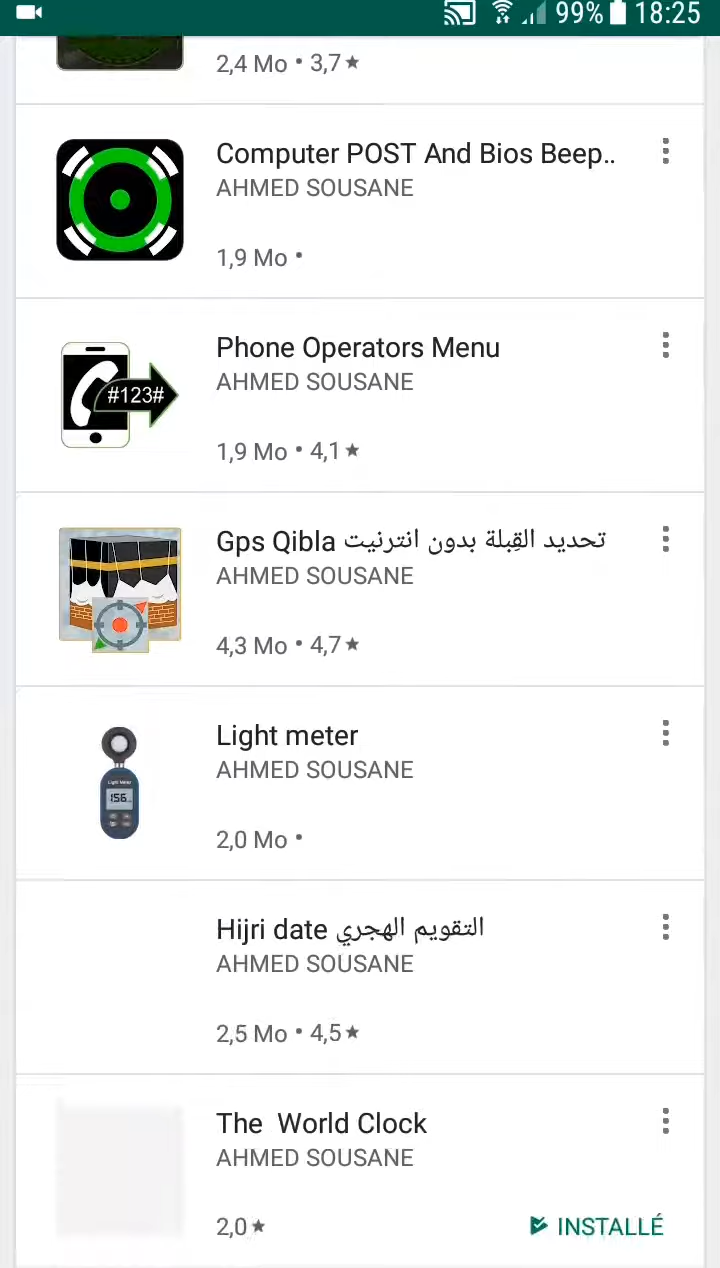 99% 18:25
2,4 Mo • 3,7★
Computer POST And Bios Beep..
AHMED SOUSANE
1,9 Mo •
#123#
Phone Operators Menu
AHMED SOUSANE
1,9 Mo • 4,1★
Gps Qibla تحديد القِبلة بدون انترنيت
AHMED SOUSANE
4,3 Mo • 4,7★
Light meter
AHMED SOUSANE
Light Meter
156
2,0 Mo •
Hijri date التقويم الهجري
AHMED SOUSANE
2,5 Mo • 4,5★
The  World Clock
AHMED SOUSANE
2,0★
INSTALLÉ